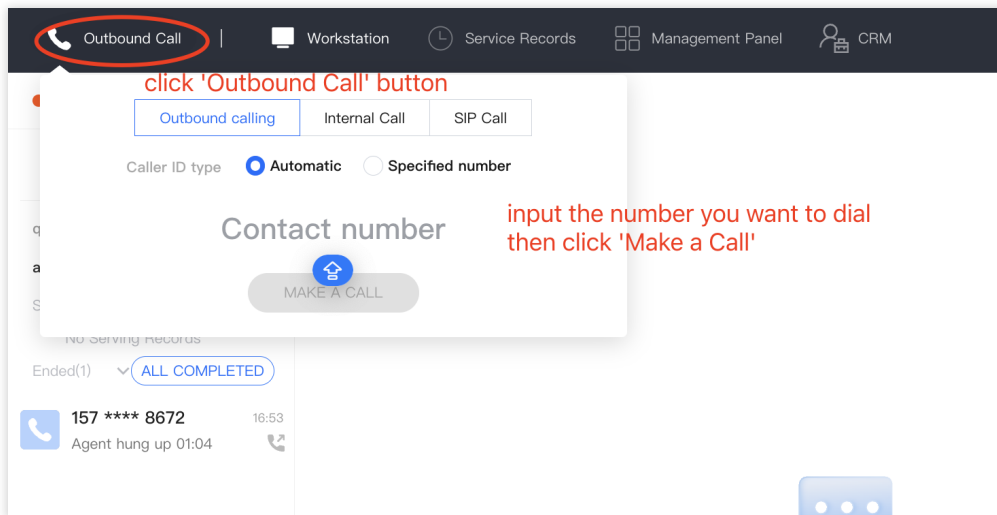 Outbound Call | Workstation Service Records Management Panel CRM
click 'Outbound Call' button
Outbound calling Internal Call SIP Call
Caller ID type Automatic Specified number
Contact number
input the number you want to dial
then click 'Make a Call'
MAKE A CALL
No Serving Records
Ended(1) ALL COMPLETED
157 **** 8672 16:53
Agent hung up 01:04